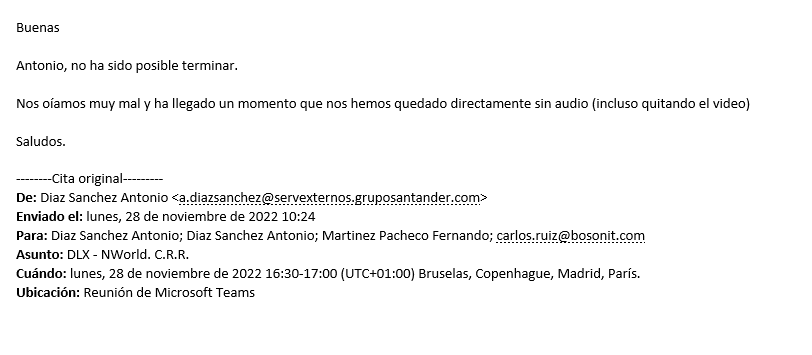 Buenas
Antonio, no ha sido posible terminar.
Nos oíamos muy mal y ha llegado un momento que nos hemos quedado directamente sin audio (incluso quitando el video)
Saludos.
--------Cita original---------
De: Diaz Sanchez Antonio <a.diazsanchez@servexternos.gruposantander.com>
Enviado el: lunes, 28 de noviembre de 2022 10:24
Para: Diaz Sanchez Antonio; Diaz Sanchez Antonio; Martinez Pacheco Fernando; carlos.ruiz@bosonit.com
Asunto: DLX - NWorld. C.R.R.
Cuándo: lunes, 28 de noviembre de 2022 16:30-17:00 (UTC+01:00) Bruselas, Copenhague, Madrid, París.
Ubicación: Reunión de Microsoft Teams